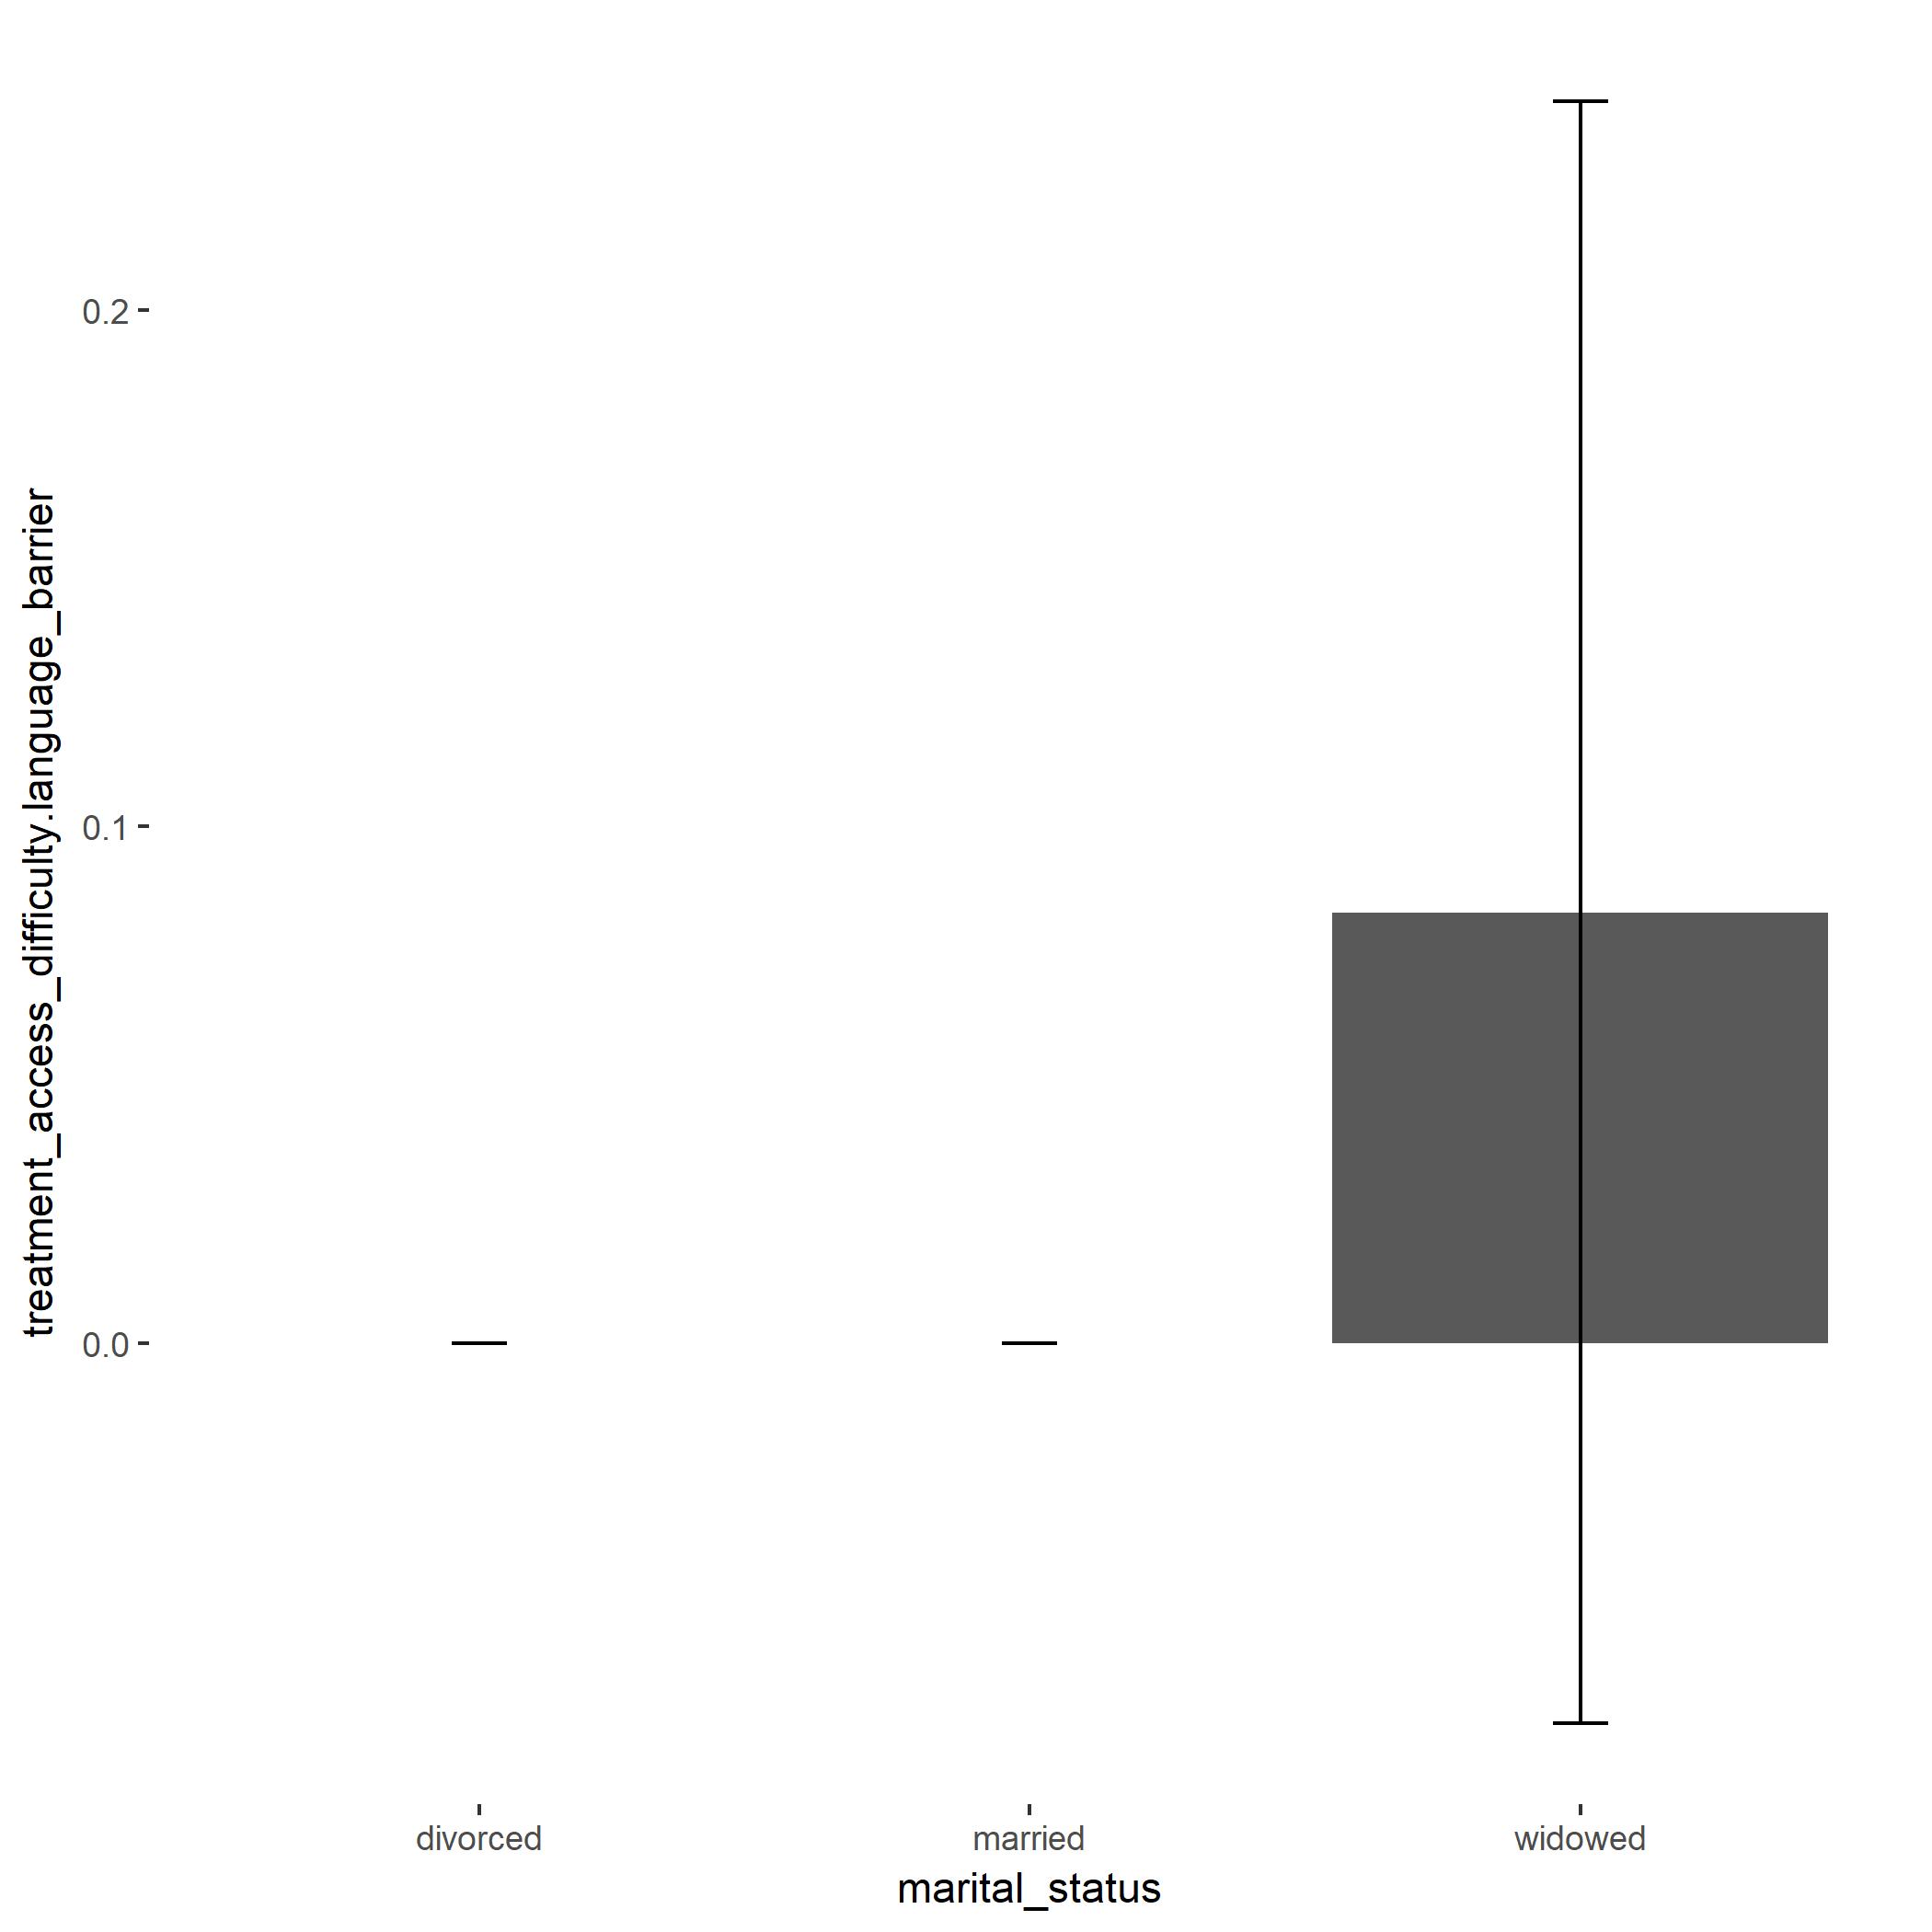 treatment_access_difficulty.language_barrier
0.2
0.1
0.0
divorced married widowed
marital_status